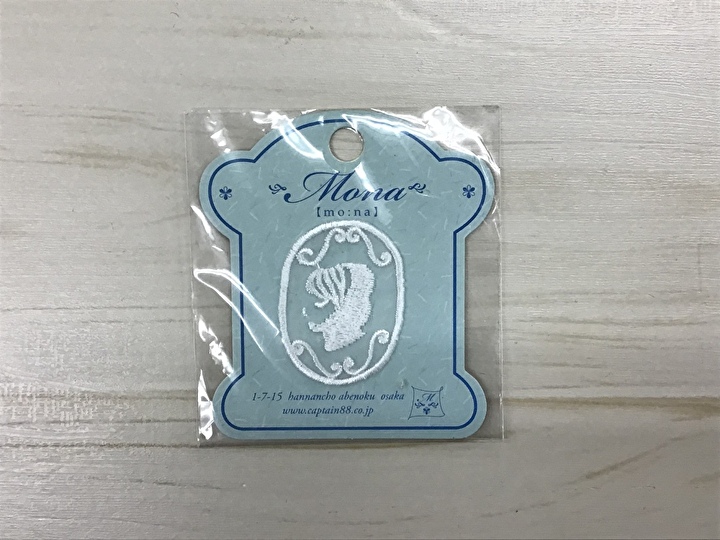 Mona
【mo:na】
1-7-15 hannancho abenoku osaka
www.captain88.co.jp
M